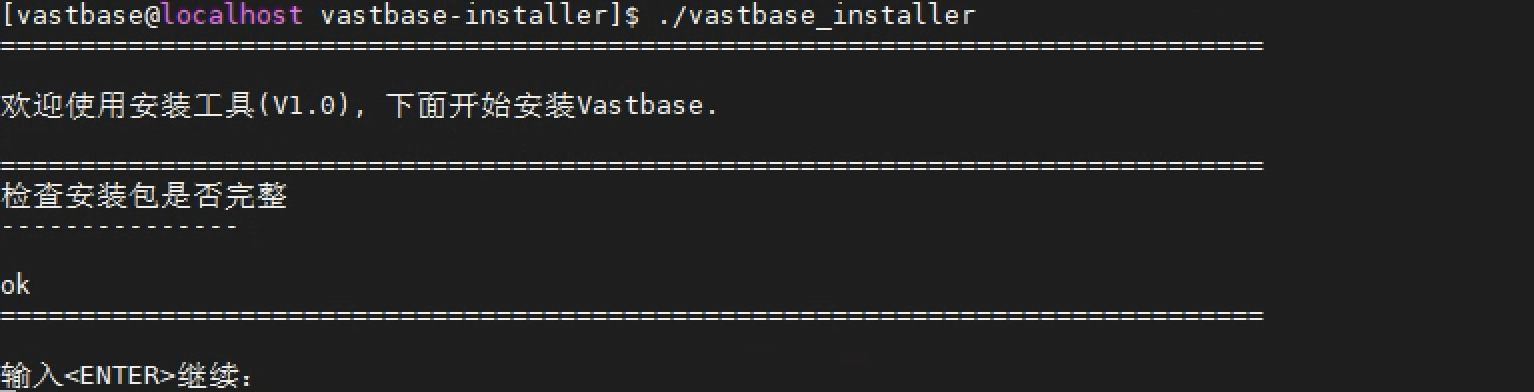 [vastbase@localhost vastbase-installer]$ ./vastbase_installer
===============================================================================
欢迎使用安装工具(V1.0), 下面开始安装Vastbase.
===============================================================================
检查安装包是否完整
---------------
ok
===============================================================================
输入<ENTER>继续: